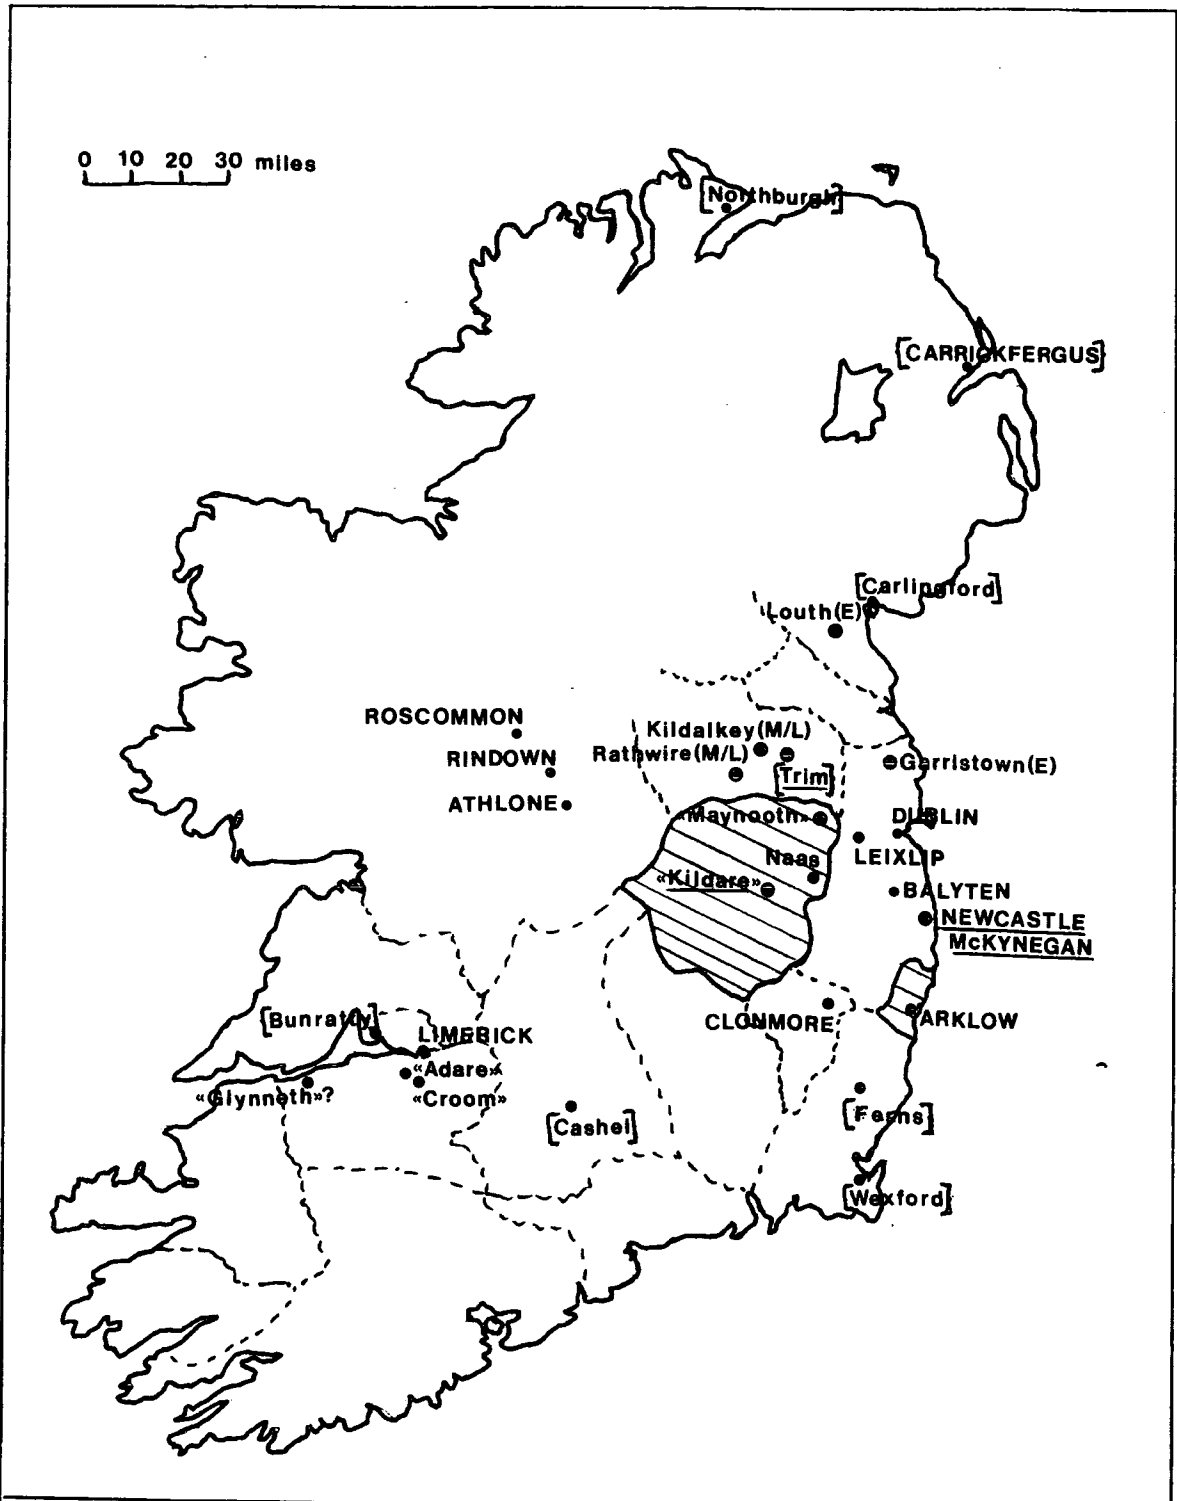 0 10 20 30 miles
[Northburgh]
[CARRICKFERGUS]
[Carlingford]
Louth(E)
ROSCOMMON
Kildalkey(M/L)
RINDOWN
Rathwire(M/L)
Garristown(E)
[Trim]
ATHLONE
«Maynooth»
DUBLIN
Naas
LEIXLIP
«Kildare»
BALYTEN
NEWCASTLE
McKYNEGAN
[Bunratty]
CLONMORE
ARKLOW
LIMERICK
«Adare»
«Glynneth»?
«Croom»
[Cashel]
[Ferns]
[Wexford]